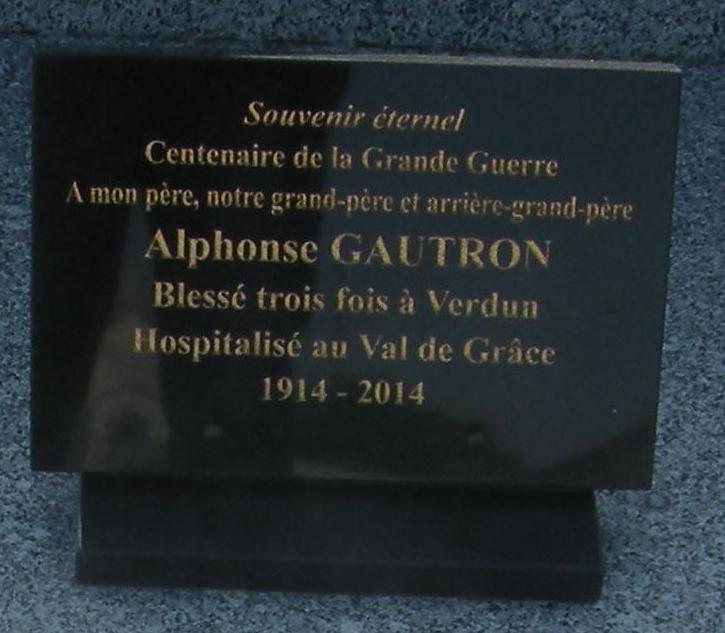 Souvenir éternel
Centenaire de la Grande Guerre
A mon père, notre grand-père et arrière-grand-père
Alphonse GAUTRON
Blessé trois fois à Verdun
Hospitalisé au Val de Grâce
1914 - 2014